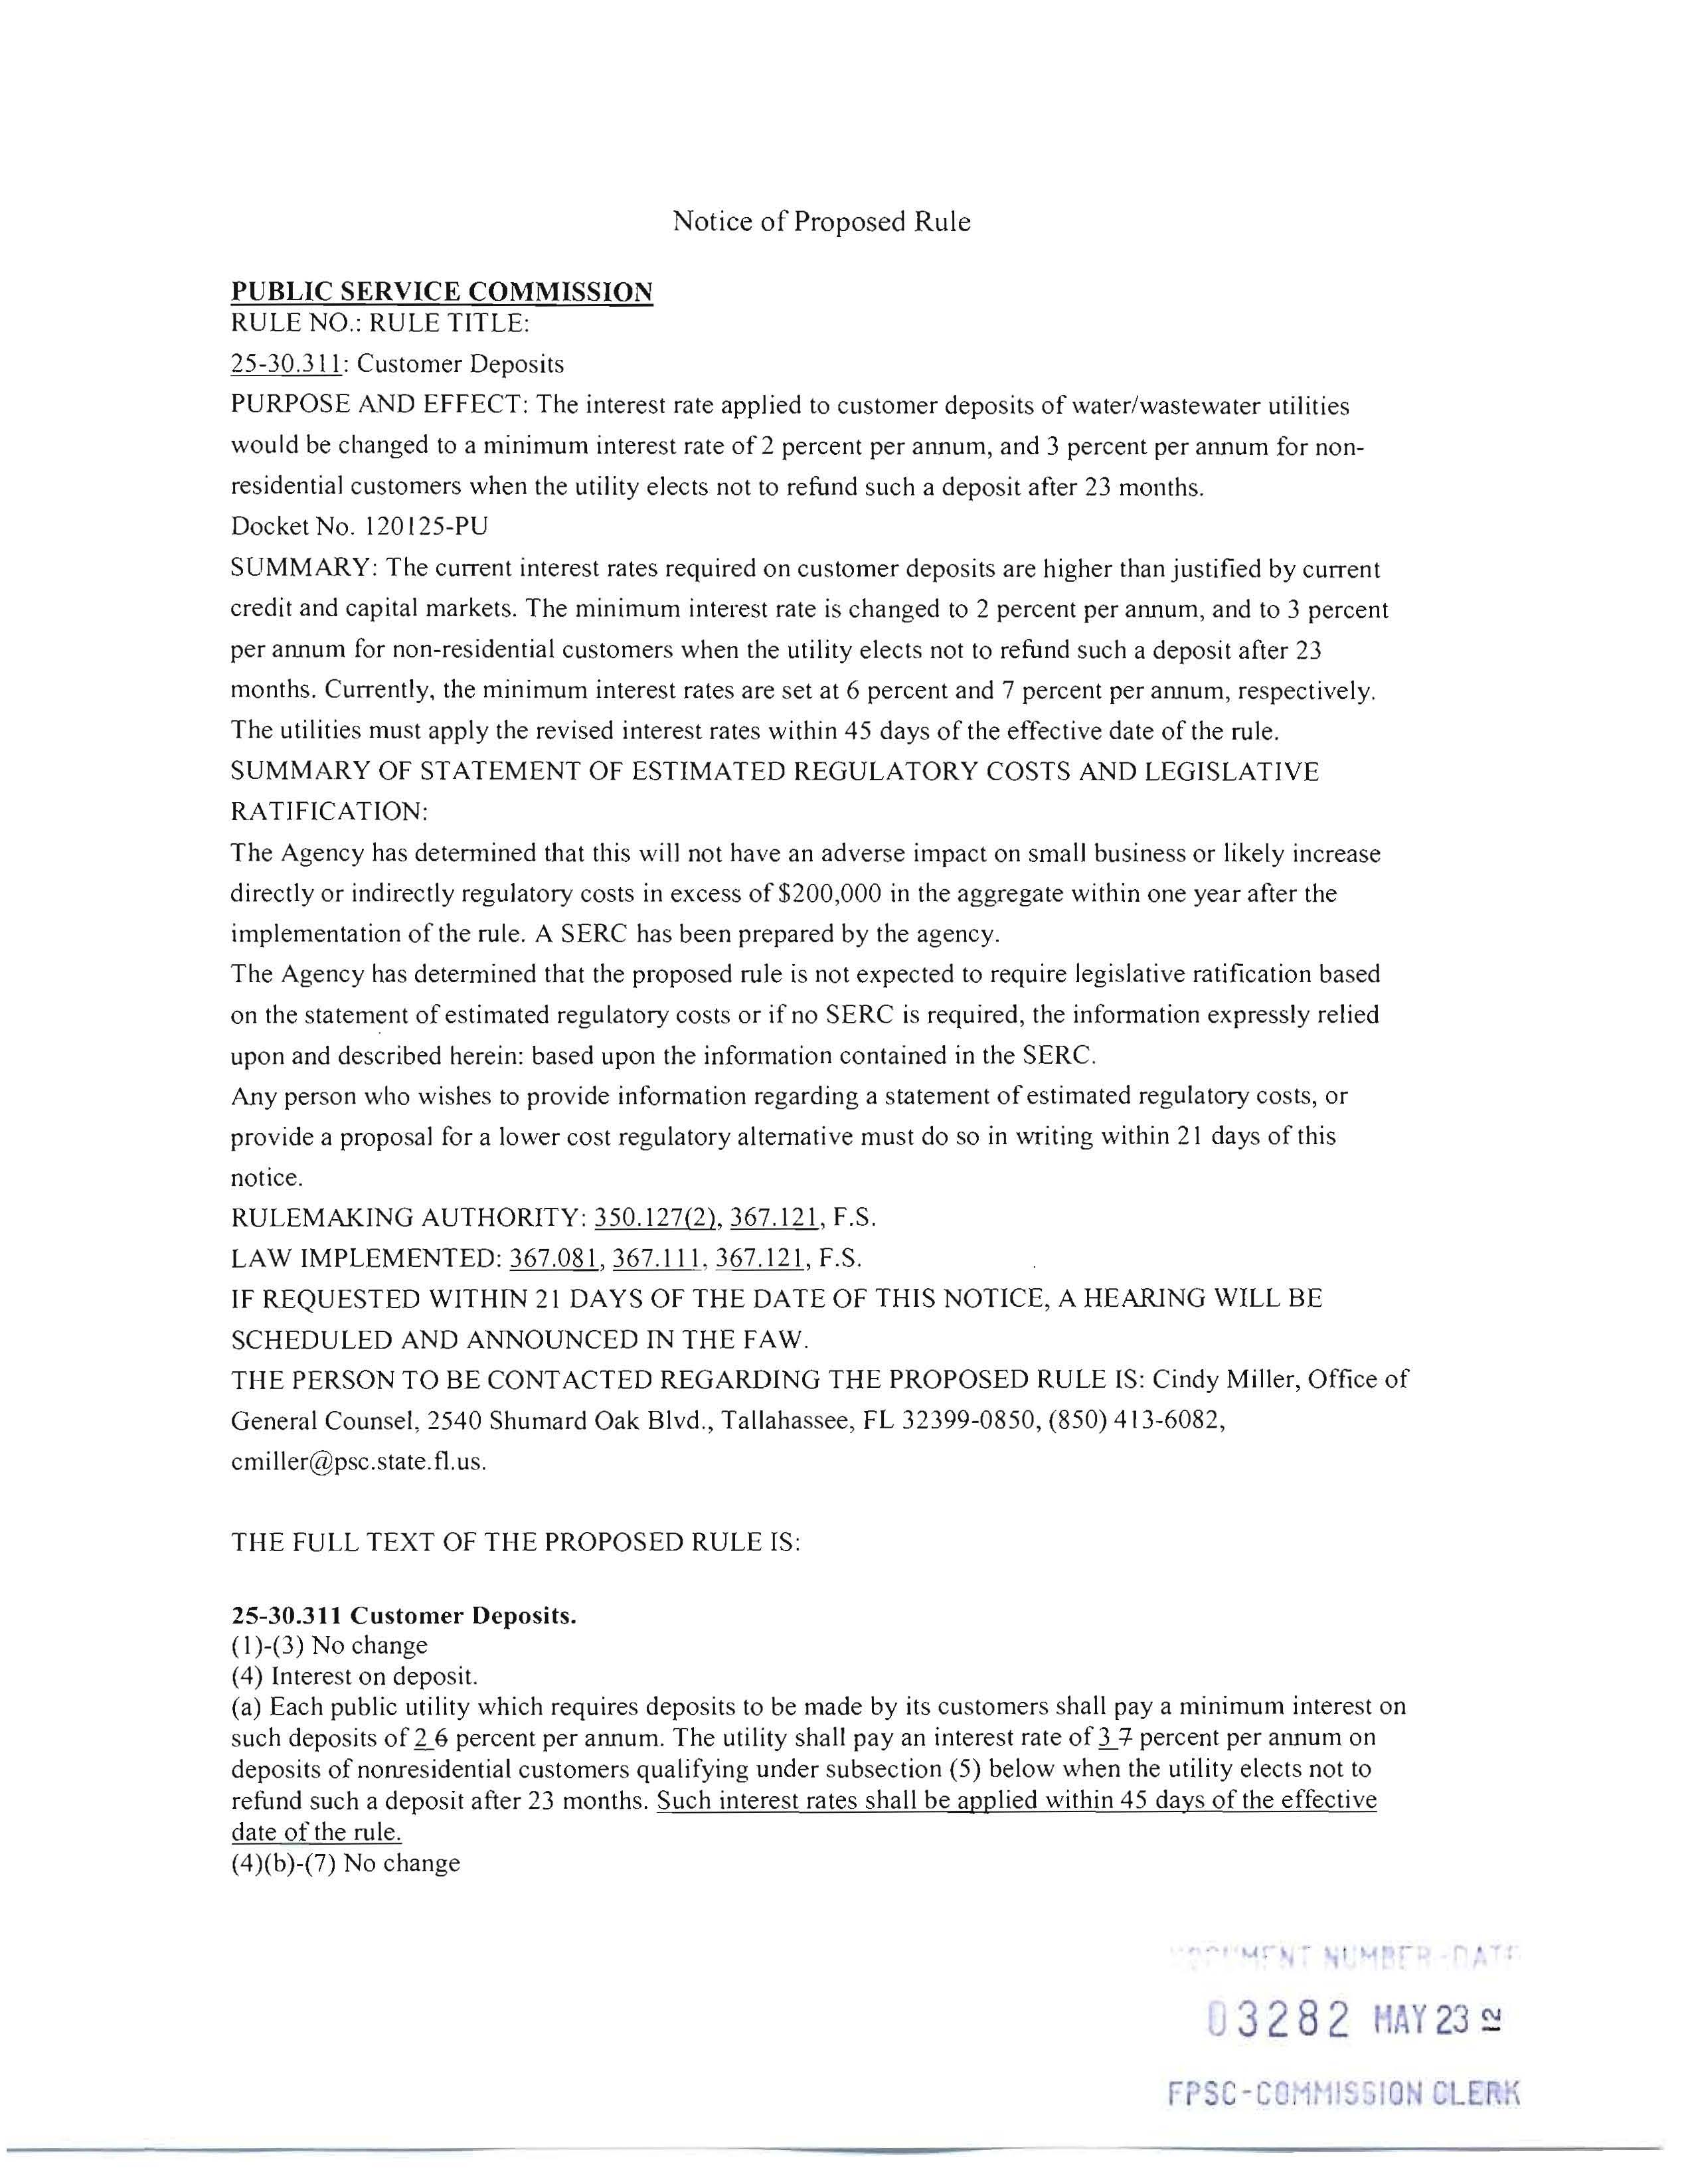 Notice of Proposed Rule
PUBLIC SERVICE COMMISSION
RULE NO.: RULE TITLE:
25-30.311: Customer Deposits
PURPOSE AND EFFECT: The interest rate applied to customer deposits of water/wastewater utilities
would be changed to a minimum interest rate of 2 percent per annum, and 3 percent per annum for non-
residential customers when the utility elects not to refund such a deposit after 23 months.
Docket No. 120125-PU
SUMMARY: The current interest rates required on customer deposits are higher than justified by current
credit and capital markets. The minimum interest rate is changed to 2 percent per annum, and to 3 percent
per annum for non-residential customers when the utility elects not to refund such a deposit after 23
months. Currently, the minimum interest rates are set at 6 percent and 7 percent per annum, respectively.
The utilities must apply the revised interest rates within 45 days of the effective date of the rule.
SUMMARY OF STATEMENT OF ESTIMATED REGULATORY COSTS AND LEGISLATIVE
RATIFICATION:
The Agency has determined that this will not have an adverse impact on small business or likely increase
directly or indirectly regulatory costs in excess of $200,000 in the aggregate within one year after the
implementation of the rule. A SERC has been prepared by the agency.
The Agency has determined that the proposed rule is not expected to require legislative ratification based
on the statement of estimated regulatory costs or if no SERC is required, the information expressly relied
upon and described herein: based upon the information contained in the SERC.
Any person who wishes to provide information regarding a statement of estimated regulatory costs, or
provide a proposal for a lower cost regulatory alternative must do so in writing within 21 days of this
notice.
RULEMAKING AUTHORITY: 350.127(2), 367.121, F.S.
LAW IMPLEMENTED: 367.081, 367.111, 367.121, F.S.
IF REQUESTED WITHIN 21 DAYS OF THE DATE OF THIS NOTICE, A HEARING WILL BE
SCHEDULED AND ANNOUNCED IN THE FAW.
THE PERSON TO BE CONTACTED REGARDING THE PROPOSED RULE IS: Cindy Miller, Office of
General Counsel, 2540 Shumard Oak Blvd., Tallahassee, FL 32399-0850, (850) 413-6082,
cmiller@psc.state.fl.us.
THE FULL TEXT OF THE PROPOSED RULE IS:
25-30.311 Customer Deposits.
(1)-(3) No change
(4) Interest on deposit.
(a) Each public utility which requires deposits to be made by its customers shall pay a minimum interest on
such deposits of 2 6 percent per annum. The utility shall pay an interest rate of 3 7 percent per annum on
deposits of nonresidential customers qualifying under subsection (5) below when the utility elects not to
refund such a deposit after 23 months. Such interest rates shall be applied within 45 days of the effective
date of the rule.
(4)(b)-(7) No change
DOCUMENT NUMBER-DATE
03282 MAY 23 12
FPSC-COMMISSION CLERK